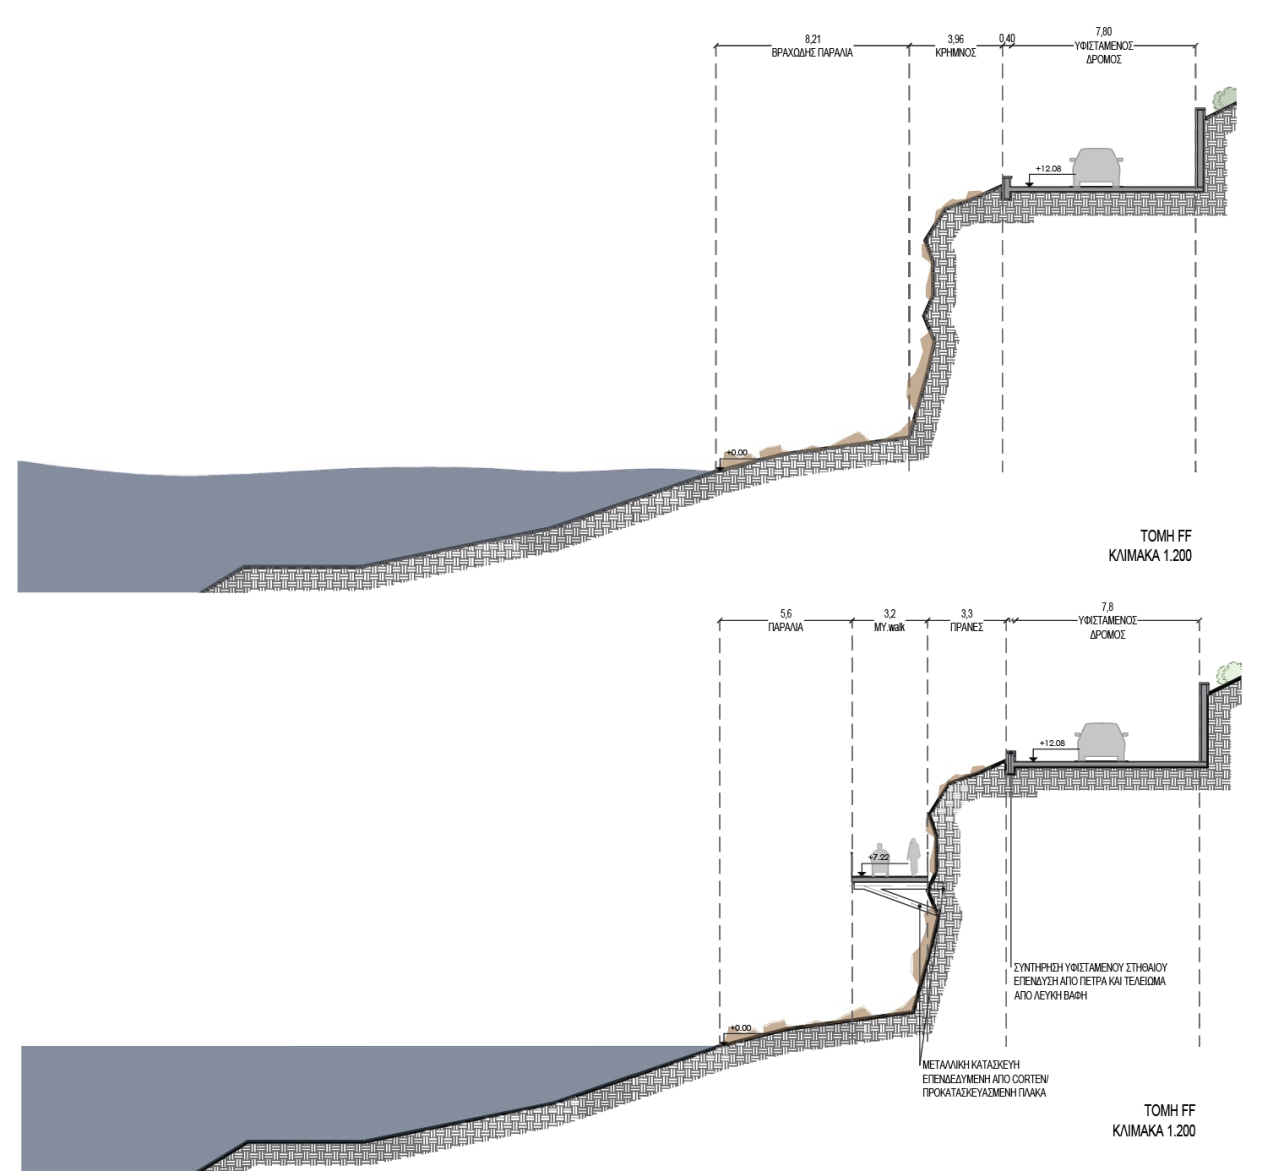 8,21
ΒΡΑΧΩΔΗΣ ΠΑΡΑΛΙΑ
3,96
ΚΡΗΜΝΟΣ
0,40
7,80
ΥΦΙΣΤΑΜΕΝΟΣ
ΔΡΟΜΟΣ
+12.08
+0.00
ΤΟΜΗ FF
ΚΛΙΜΑΚΑ 1.200
5,6
ΠΑΡΑΛΙΑ
3,2
MY.walk
3,3
ΠΡΑΝΕΣ
7,8
ΥΦΙΣΤΑΜΕΝΟΣ
ΔΡΟΜΟΣ
+12.08
+7.22
ΣΥΝΤΗΡΗΣΗ ΥΦΙΣΤΑΜΕΝΟΥ ΣΤΗΘΑΙΟΥ
ΕΠΕΝΔΥΣΗ ΑΠΟ ΠΕΤΡΑ ΚΑΙ ΤΕΛΕΙΩΜΑ
ΑΠΟ ΛΕΥΚΗ ΒΑΦΗ
+0.00
ΜΕΤΑΛΛΙΚΗ ΚΑΤΑΣΚΕΥΗ
ΕΠΕΝΔΕΔΥΜΕΝΗ ΑΠΟ CORTEN/
ΠΡΟΚΑΤΑΣΚΕΥΑΣΜΕΝΗ ΠΛΑΚΑ
ΤΟΜΗ FF
ΚΛΙΜΑΚΑ 1.200